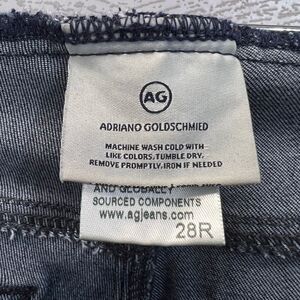 AG
ADRIANO GOLDSCHMIED
MACHINE WASH COLD WITH
LIKE COLORS, TUMBLE DRY,
REMOVE PROMPTLY, IRON IF NEEDED
AND GLOBALLY
SOURCED COMPONENTS
www.agjeans.com
28R